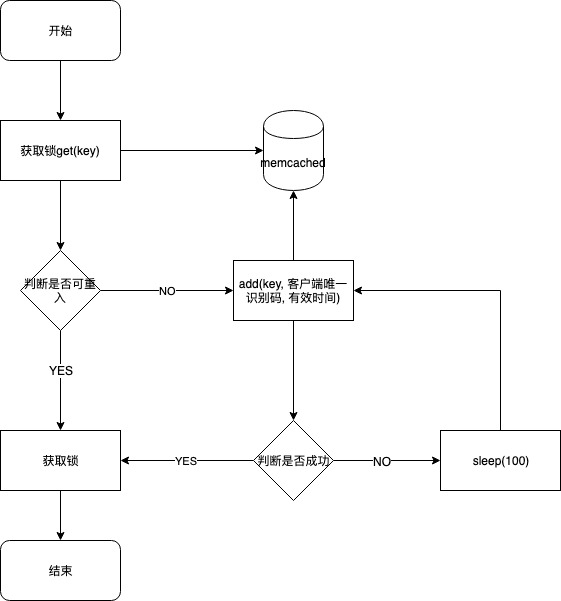 开始
获取锁get(key)
memcached
判断是否可重
入
NO
add(key, 客户端唯一
识别码, 有效时间)
YES
获取锁
YES
判断是否成功
NO
sleep(100)
结束